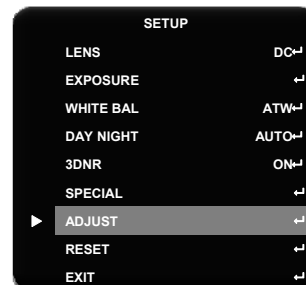 SETUP
LENS DC↵
EXPOSURE ↵
WHITE BAL ATW↵
DAY NIGHT AUTO↵
3DNR ON↵
SPECIAL ↵
► ADJUST ↵
RESET ↵
EXIT ↵